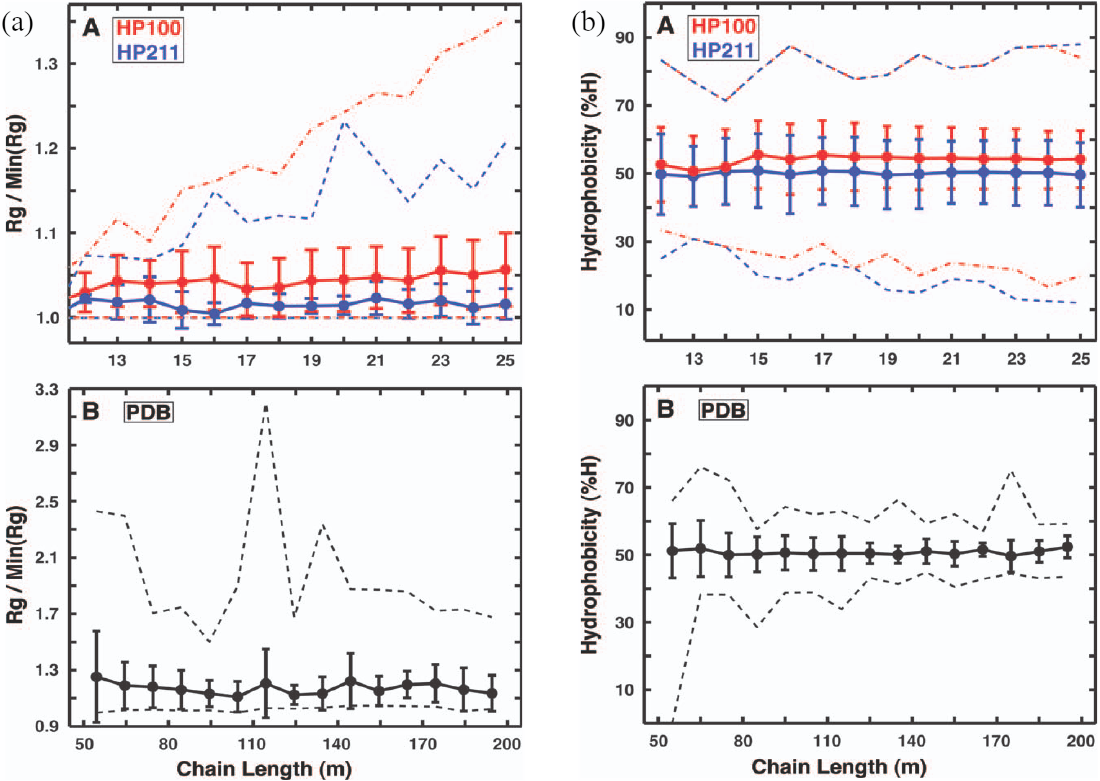 (a)
A
HP100
HP211
Rg / Min(Rg)
1.3
1.2
1.1
1.0
13 15 17 19 21 23 25
B
PDB
Rg / Min(Rg)
3.3
2.9
2.5
2.1
1.7
1.3
0.9
50 80 110 140 170 200
Chain Length (m)
(b)
A
HP100
HP211
Hydrophobicity (%H)
90
70
50
30
10
13 15 17 19 21 23 25
B
PDB
Hydrophobicity (%H)
90
70
50
30
10
50 80 110 140 170 200
Chain Length (m)